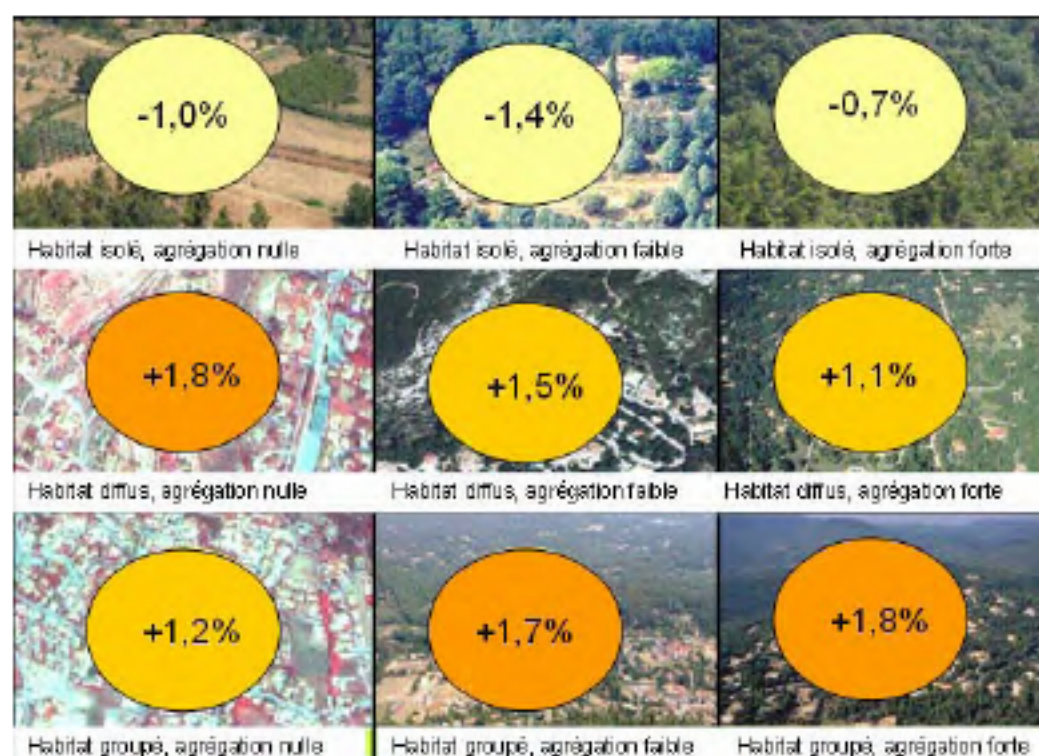 -1,0%
-1,4%
-0,7%
Habitat isolé, agrégation nulle
Habitat isolé, agrégation faible
Habitat isolé, agrégation forte
+1,8%
+1,5%
+1,1%
Habitat diffus, agrégation nulle
Habitat diffus, agrégation faible
Habitat diffus, agrégation forte
+1,2%
+1,7%
+1,8%
Habitat groupé, agrégation nulle
Habitat groupé, agrégation faible
Habitat groupé, agrégation forte